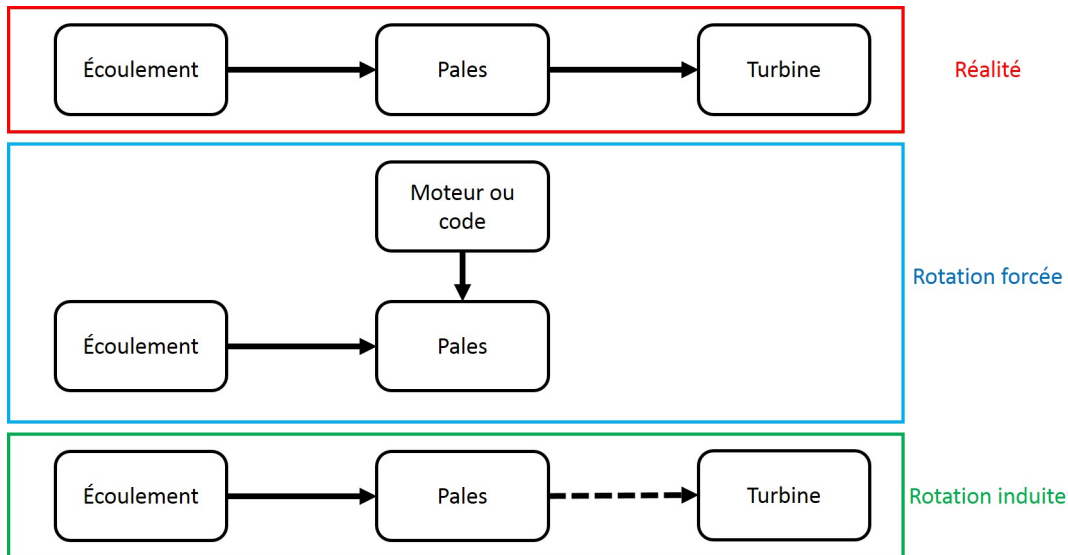 Écoulement
Pales
Turbine
Réalité
Moteur ou
code
Rotation forcée
Écoulement
Pales
Écoulement
Pales
Turbine
Rotation induite